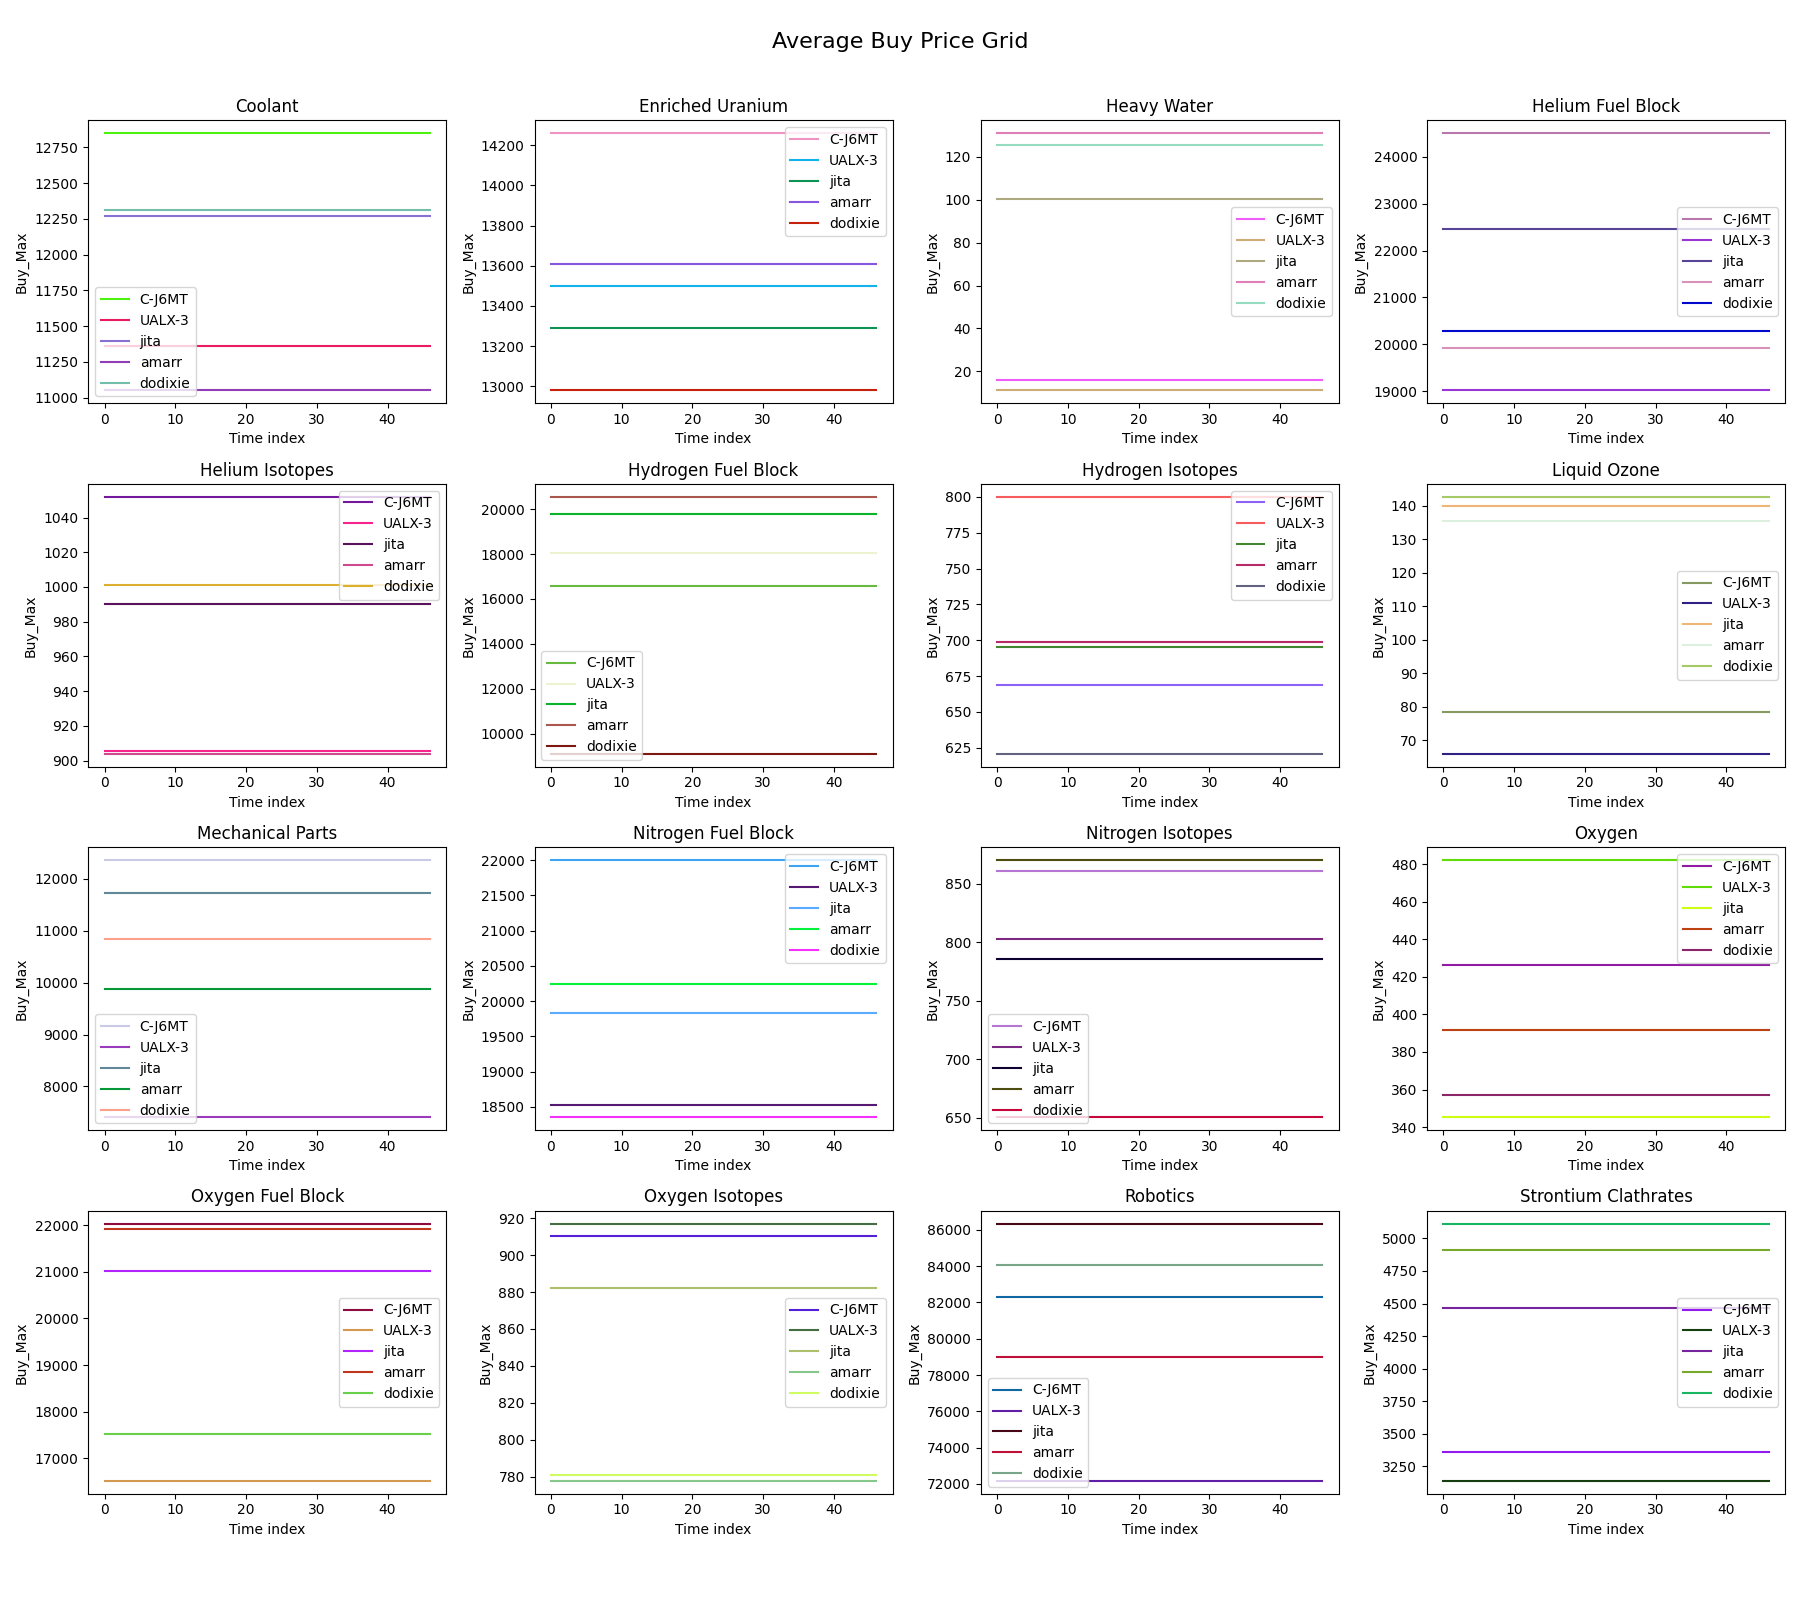 Average Buy Price Grid
Coolant
Buy_Max
12750
12500
12250
12000
11750
11500
11250
11000
C-J6MT
UALX-3
jita
amarr
dodixie
0 10 20 30 40
Time index
Enriched Uranium
Buy_Max
14200
14000
13800
13600
13400
13200
13000
C-J6MT
UALX-3
jita
amarr
dodixie
0 10 20 30 40
Time index
Heavy Water
Buy_Max
120
100
80
60
40
20
C-J6MT
UALX-3
jita
amarr
dodixie
0 10 20 30 40
Time index
Helium Fuel Block
Buy_Max
24000
23000
22000
21000
20000
19000
C-J6MT
UALX-3
jita
amarr
dodixie
0 10 20 30 40
Time index
Helium Isotopes
Buy_Max
1040
1020
1000
980
960
940
920
900
C-J6MT
UALX-3
jita
amarr
dodixie
0 10 20 30 40
Time index
Hydrogen Fuel Block
Buy_Max
20000
18000
16000
14000
12000
10000
C-J6MT
UALX-3
jita
amarr
dodixie
0 10 20 30 40
Time index
Hydrogen Isotopes
Buy_Max
800
775
750
725
700
675
650
625
C-J6MT
UALX-3
jita
amarr
dodixie
0 10 20 30 40
Time index
Liquid Ozone
Buy_Max
140
130
120
110
100
90
80
70
C-J6MT
UALX-3
jita
amarr
dodixie
0 10 20 30 40
Time index
Mechanical Parts
Buy_Max
12000
11000
10000
9000
8000
C-J6MT
UALX-3
jita
amarr
dodixie
0 10 20 30 40
Time index
Nitrogen Fuel Block
Buy_Max
22000
21500
21000
20500
20000
19500
19000
18500
C-J6MT
UALX-3
jita
amarr
dodixie
0 10 20 30 40
Time index
Nitrogen Isotopes
Buy_Max
850
800
750
700
650
C-J6MT
UALX-3
jita
amarr
dodixie
0 10 20 30 40
Time index
Oxygen
Buy_Max
480
460
440
420
400
380
360
340
C-J6MT
UALX-3
jita
amarr
dodixie
0 10 20 30 40
Time index
Oxygen Fuel Block
Buy_Max
22000
21000
20000
19000
18000
17000
C-J6MT
UALX-3
jita
amarr
dodixie
0 10 20 30 40
Time index
Oxygen Isotopes
Buy_Max
920
900
880
860
840
820
800
780
C-J6MT
UALX-3
jita
amarr
dodixie
0 10 20 30 40
Time index
Robotics
Buy_Max
86000
84000
82000
80000
78000
76000
74000
72000
C-J6MT
UALX-3
jita
amarr
dodixie
0 10 20 30 40
Time index
Strontium Clathrates
Buy_Max
5000
4750
4500
4250
4000
3750
3500
3250
C-J6MT
UALX-3
jita
amarr
dodixie
0 10 20 30 40
Time index